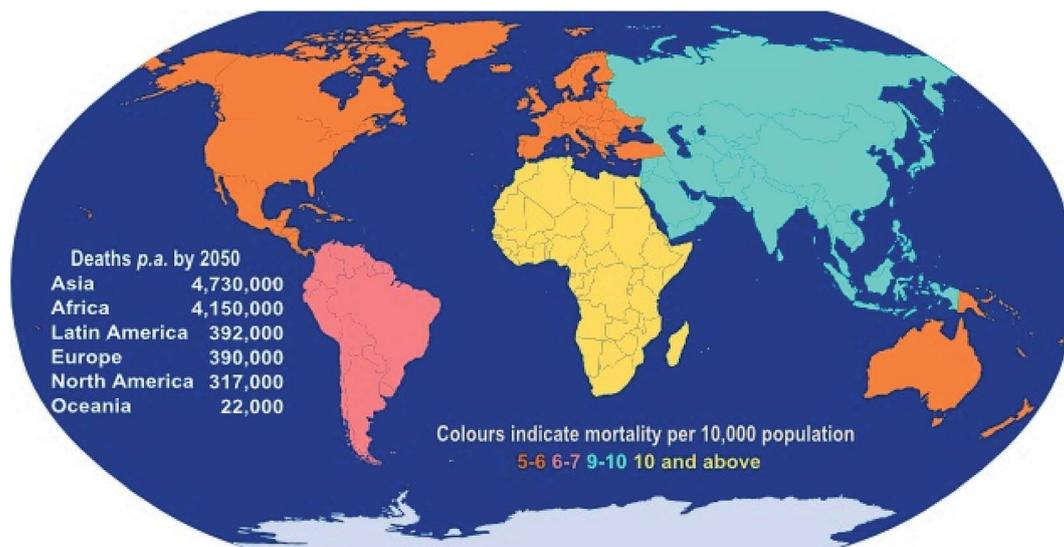 Deaths p.a. by 2050
Asia 4,730,000
Africa 4,150,000
Latin America 392,000
Europe 390,000
North America 317,000
Oceania 22,000
Colours indicate mortality per 10,000 population
5-6 6-7 9-10 10 and above